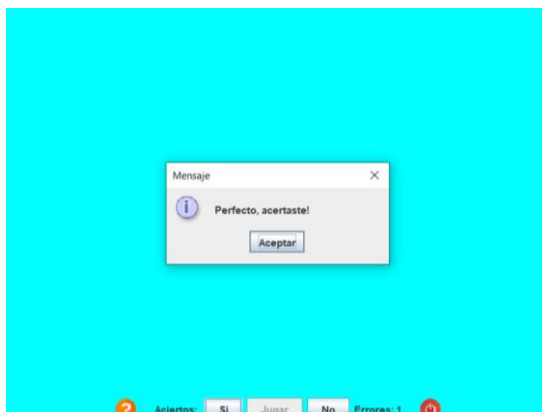 Mensaje
Perfecto, acertaste!
Aceptar
? Aciertos: Si Jugar No Errores: 1